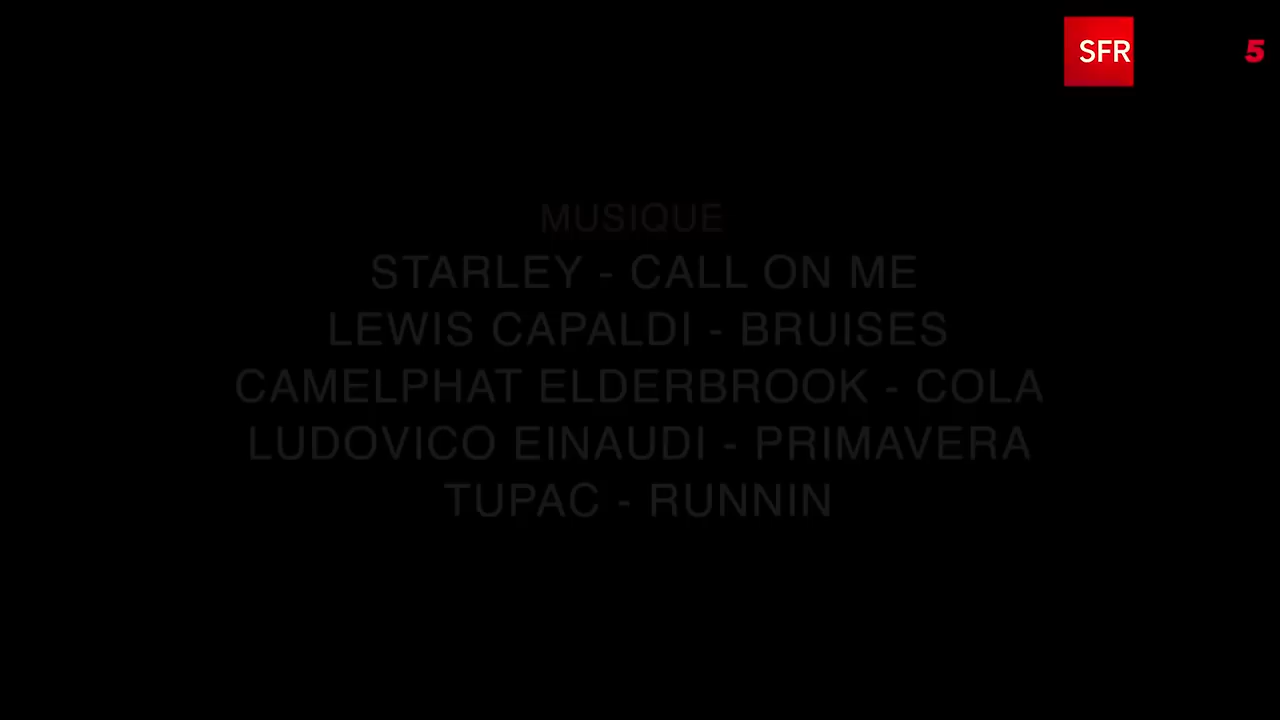 SFR
5
MUSIQUE
STARLEY - CALL ON ME
LEWIS CAPALDI - BRUISES
CAMELPHAT ELDERBROOK - COLA
LUDOVICO EINAUDI - PRIMAVERA
TUPAC - RUNNIN